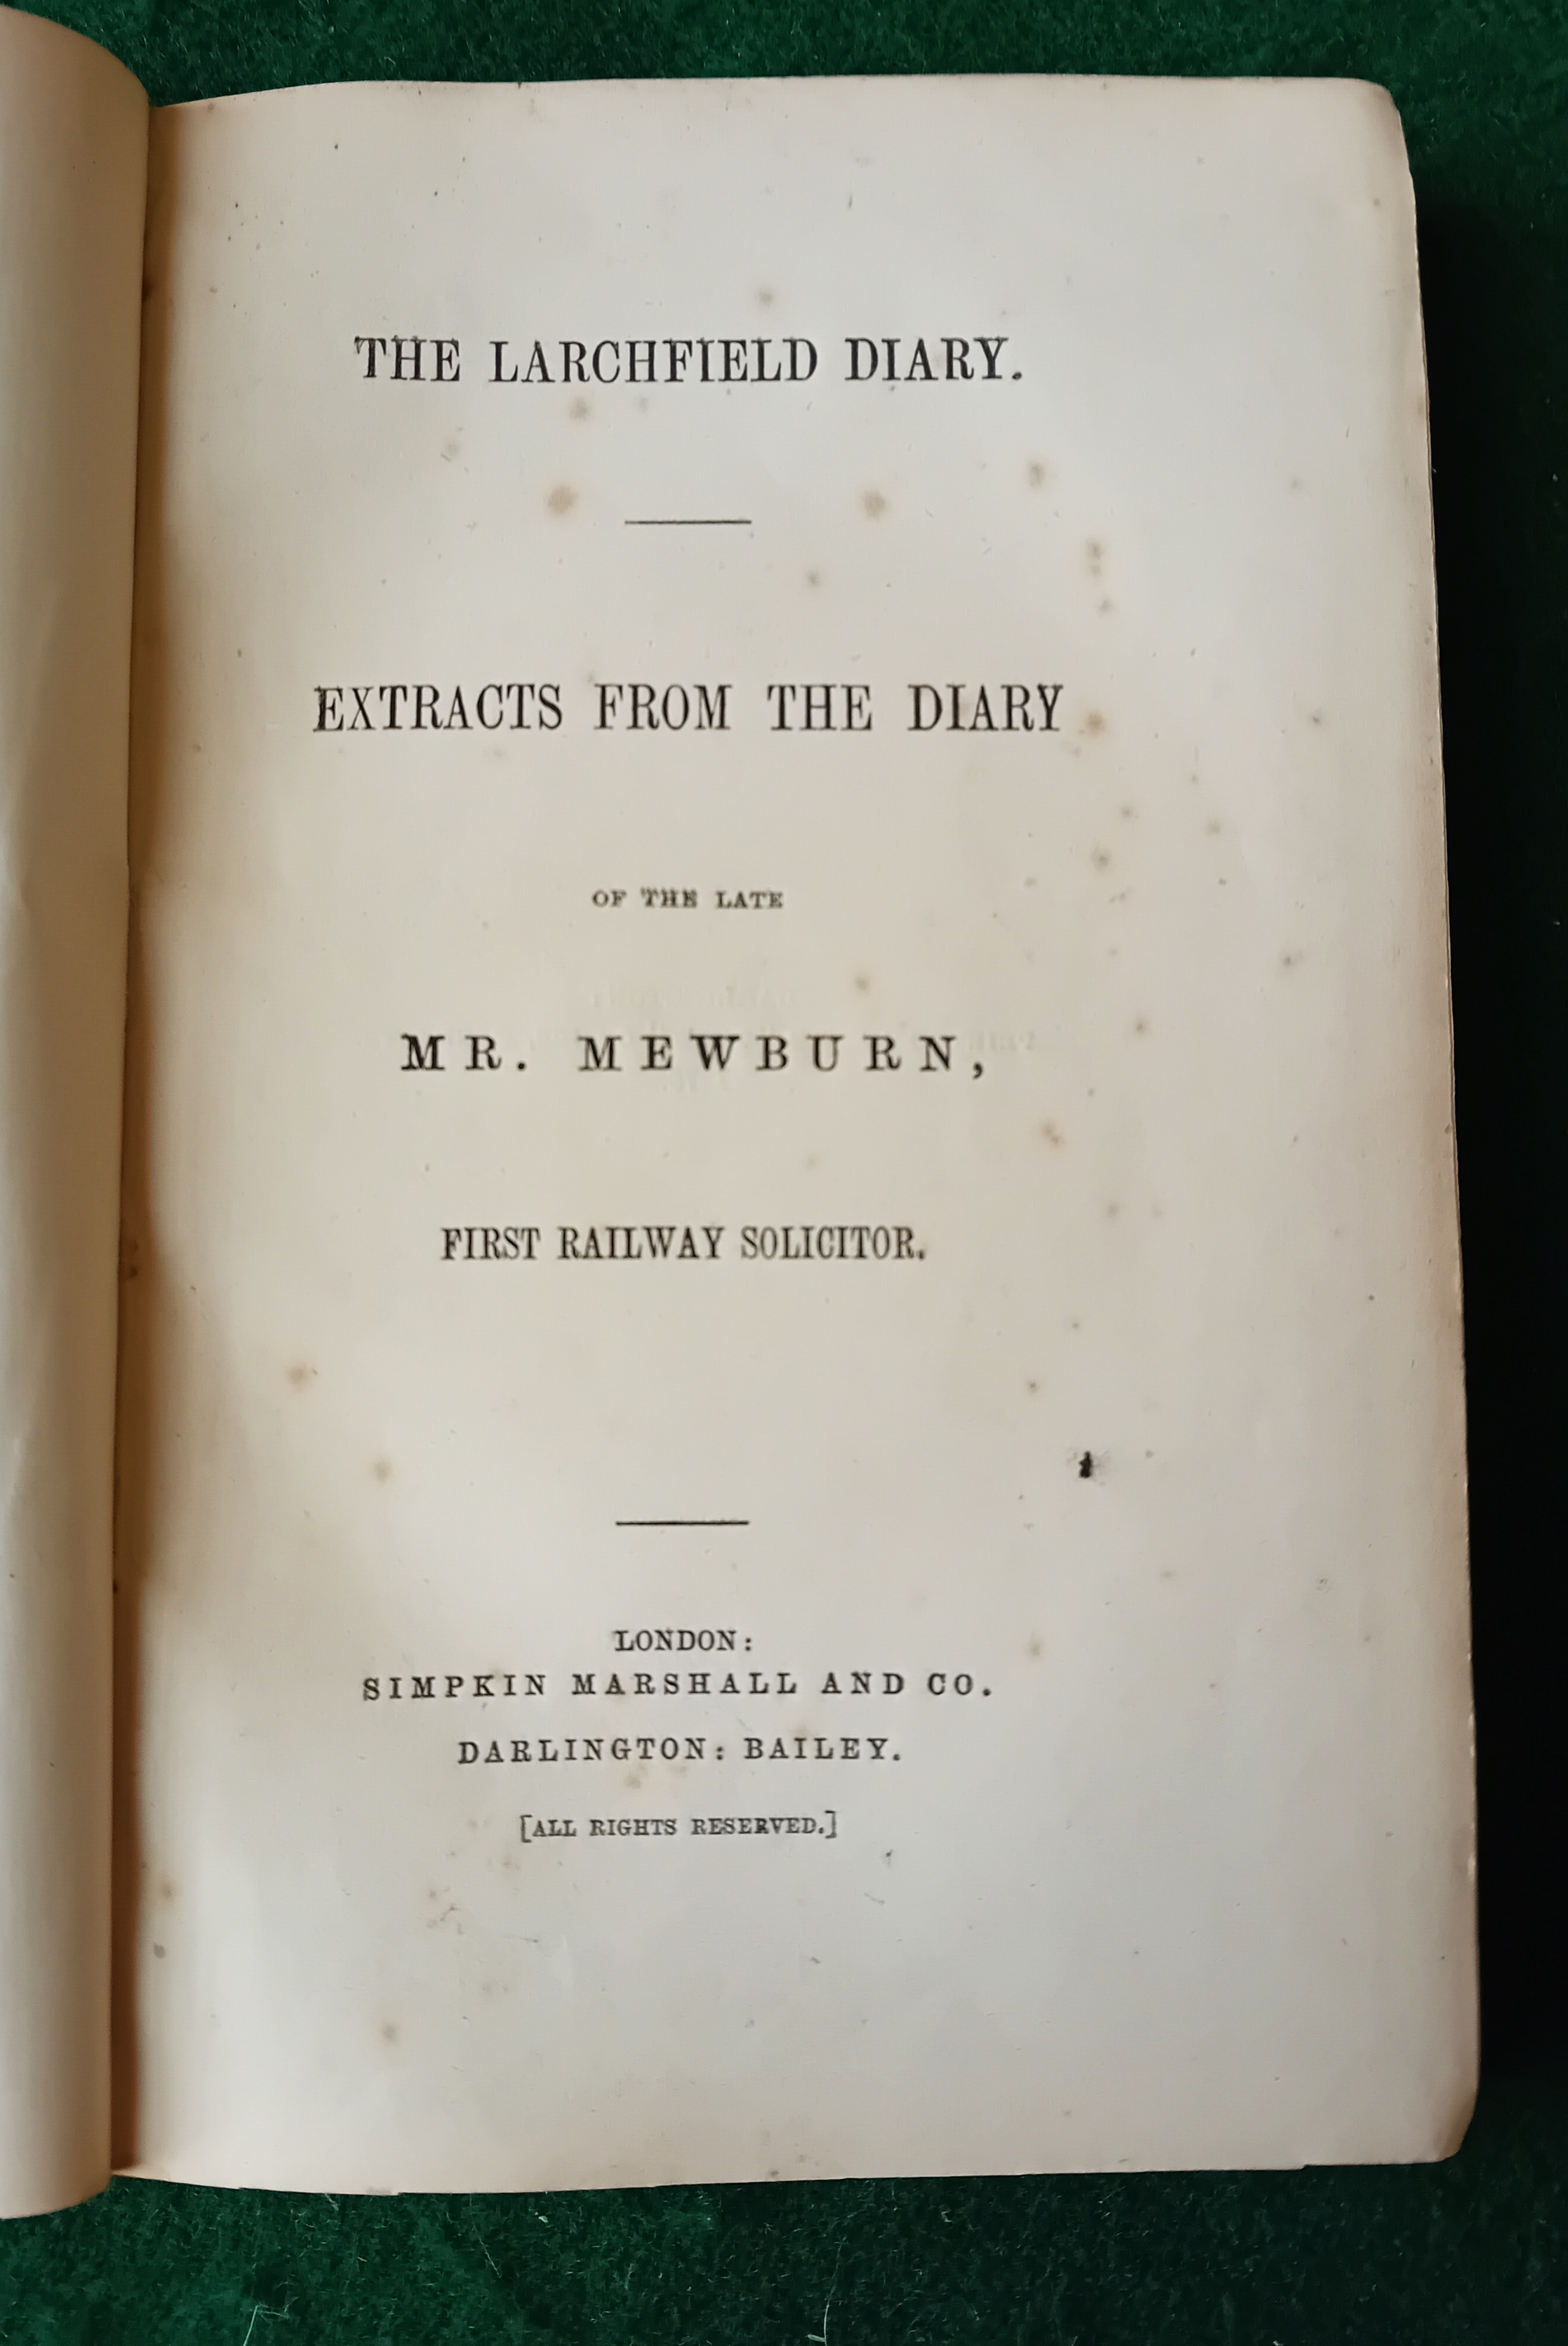 THE LARCHFIELD DIARY.
EXTRACTS FROM THE DIARY
OF THE LATE
MR. MEWBURN,
FIRST RAILWAY SOLICITOR.
LONDON:
SIMPKIN MARSHALL AND CO.
DARLINGTON: BAILEY.
[ALL RIGHTS RESERVED.]